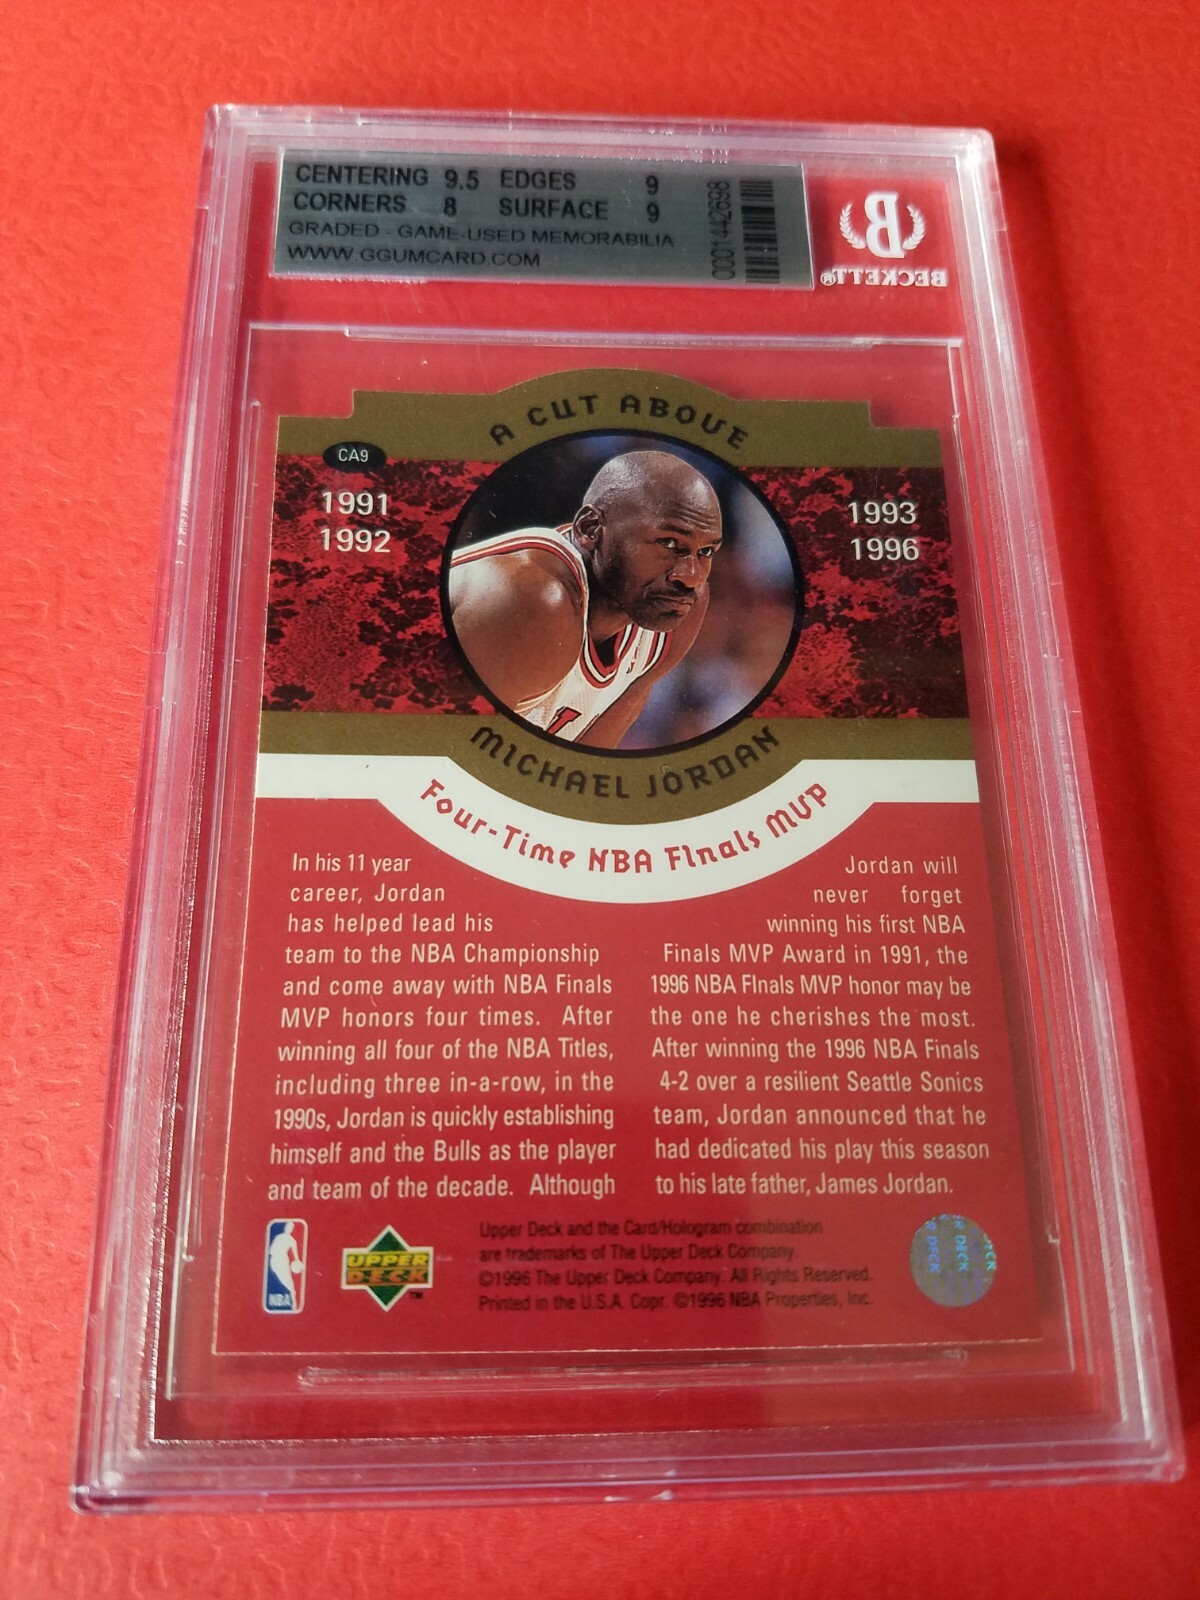 CENTERING 9.5 EDGES 9
CORNERS 8 SURFACE 9
GRADED - GAME-USED MEMORABILIA
WWW.GGUMCARD.COM
0001442698
B
BECKETT®
A CUT ABOVE
CA9
1991
1992
1993
1996
MICHAEL JORDAN
Four-Time NBA FInals MVP
In his 11 year
career, Jordan
has helped lead his
team to the NBA Championship
and come away with NBA Finals
MVP honors four times. After
winning all four of the NBA Titles,
including three in-a-row, in the
1990s, Jordan is quickly establishing
himself and the Bulls as the player
and team of the decade. Although
Jordan will
never forget
winning his first NBA
Finals MVP Award in 1991, the
1996 NBA FInals MVP honor may be
the one he cherishes the most.
After winning the 1996 NBA Finals
4-2 over a resilient Seattle Sonics
team, Jordan announced that he
had dedicated his play this season
to his late father, James Jordan.
NBA
UPPER
DECK™
Upper Deck and the Card/Hologram combination
are trademarks of The Upper Deck Company.
©1996 The Upper Deck Company. All Rights Reserved.
Printed in the U.S.A. Copr. ©1996 NBA Properties, Inc.